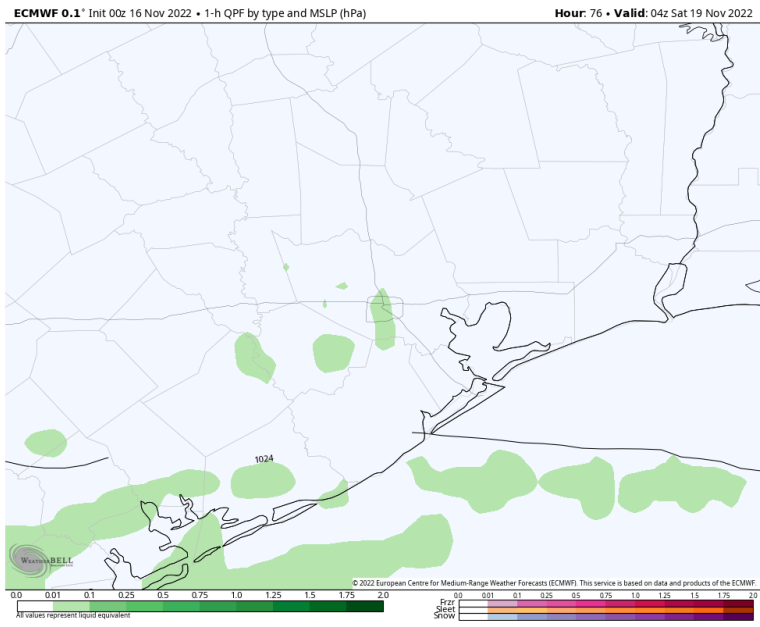 ECMWF 0.1° Init 00z 16 Nov 2022 • 1-h QPF by type and MSLP (hPa)
Hour: 76 • Valid: 04z Sat 19 Nov 2022
1024
WEATHERBELL
© 2022 European Centre for Medium-Range Weather Forecasts (ECMWF). This service is based on data and products of the ECMWF.
0.0 0.01 0.1 0.25 0.5 0.75 1.0 1.25 1.5 1.75 2.0
All values represent liquid equivalent
0.0 0.01 0.1 0.25 0.5 0.75 1.0 1.25 1.5 1.75 2.0
Frzr
Sleet
Snow